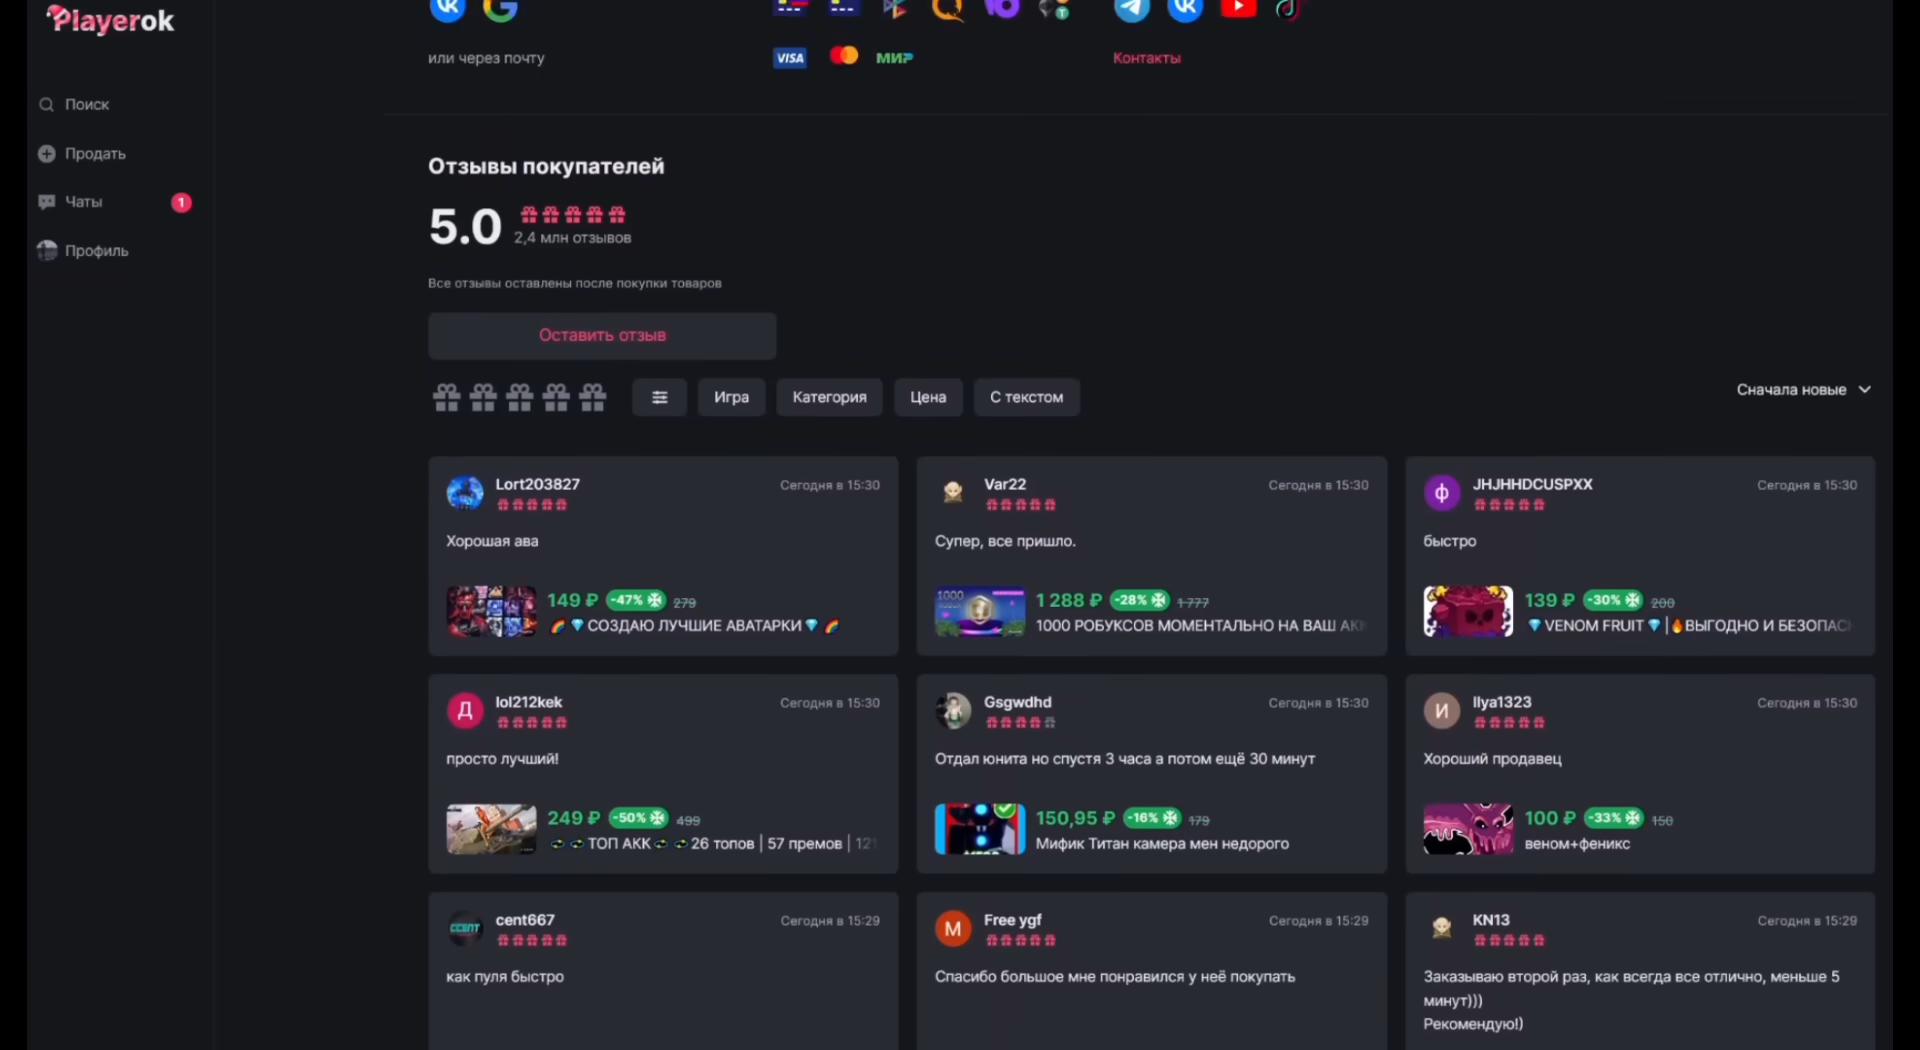 Playerok
Поиск
Продать
Чаты
1
Профиль
или через почту
VISA
МИР
Контакты
Отзывы покупателей
5.0
2,4 млн отзывов
Все отзывы оставлены после покупки товаров
Оставить отзыв
Игра
Категория
Цена
С текстом
Сначала новые
Lort203827
Сегодня в 15:30
Хорошая ава
149 ₽ -47% 279
СОЗДАЮ ЛУЧШИЕ АВАТАРКИ
Var22
Сегодня в 15:30
Супер, все пришло.
1000
1 288 ₽ -28% 1 777
1000 РОБУКСОВ МОМЕНТАЛЬНО НА ВАШ АКК
JHJHHDCUSPXX
Сегодня в 15:30
ф
быстро
139 ₽ -30% 200
VENOM FRUIT | ВЫГОДНО И БЕЗОПАС
lol212kek
Сегодня в 15:30
Д
просто лучший!
249 ₽ -50% 499
ТОП АКК 26 топов | 57 премов | 121
Gsgwdhd
Сегодня в 15:30
Отдал юнита но спустя 3 часа а потом ещё 30 минут
150,95 ₽ -16% 179
Мифик Титан камера мен недорого
Ilya1323
Сегодня в 15:30
И
Хороший продавец
100 ₽ -33% 150
веном+феникс
cent667
Сегодня в 15:29
CCENT
как пуля быстро
Free ygf
Сегодня в 15:29
М
Спасибо большое мне понравился у неё покупать
KN13
Сегодня в 15:29
Заказываю второй раз, как всегда все отлично, меньше 5
минут)))
Рекомендую!)